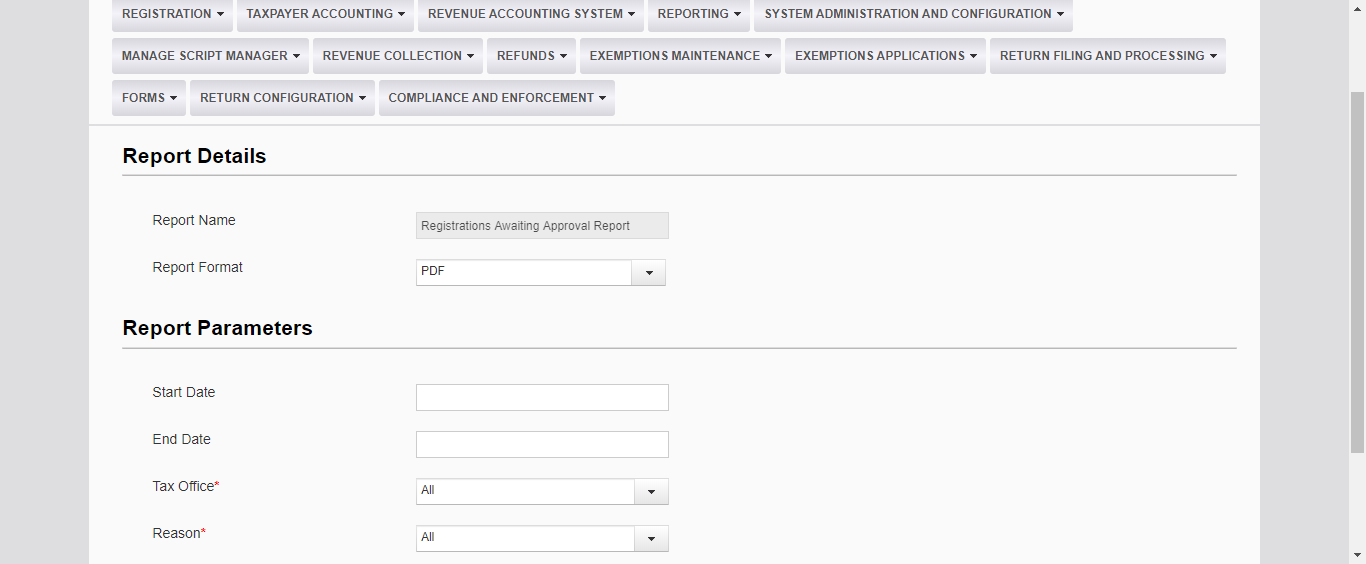 REGISTRATION TAXPAYER ACCOUNTING REVENUE ACCOUNTING SYSTEM REPORTING SYSTEM ADMINISTRATION AND CONFIGURATION
MANAGE SCRIPT MANAGER REVENUE COLLECTION REFUNDS EXEMPTIONS MAINTENANCE EXEMPTIONS APPLICATIONS RETURN FILING AND PROCESSING
FORMS RETURN CONFIGURATION COMPLIANCE AND ENFORCEMENT
Report Details
Report Name Registrations Awaiting Approval Report
Report Format PDF
Report Parameters
Start Date
End Date
Tax Office* All
Reason* All